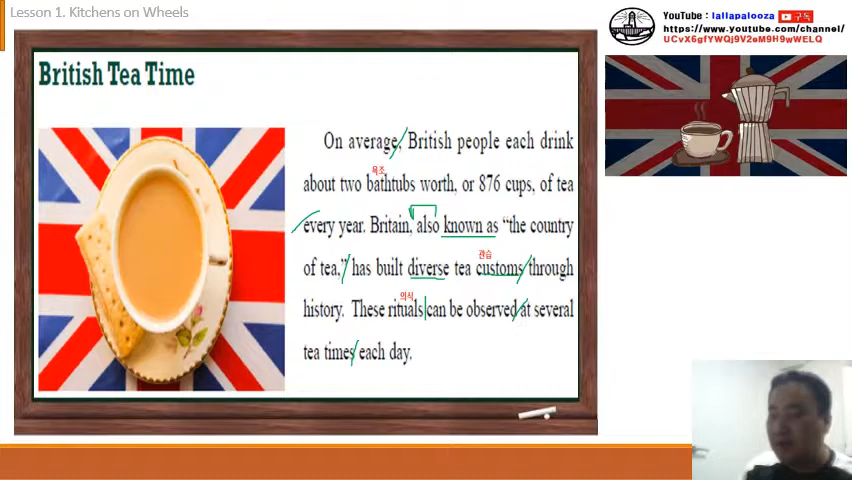 Lesson 1. Kitchens on Wheels
YouTube : lallapalooza 구독
https://www.youtube.com/channel/
UCvX6gfYWQj9V2eM9H9wWLEQ
British Tea Time
On average, British people each drink
욕조
about two bathtubs worth, or 876 cups, of tea
every year. Britain, also known as “the country
관습
of tea,” has built diverse tea customs through
의식
history. These rituals can be observed at several
tea times each day.